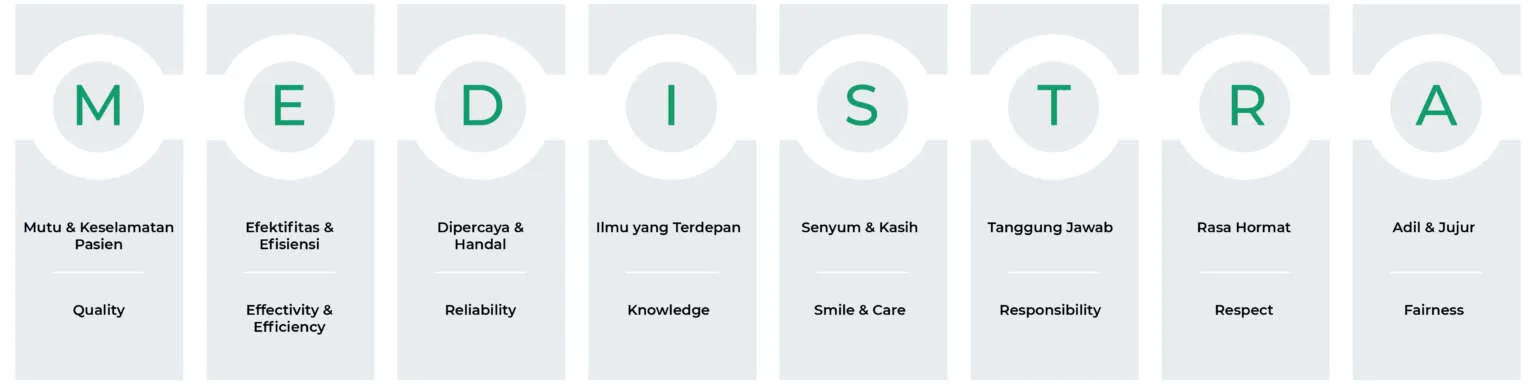 M
Mutu & Keselamatan
Pasien
Quality
E
Efektifitas &
Efisiensi
Effectivity &
Efficiency
D
Dipercaya &
Handal
Reliability
I
Ilmu yang Terdepan
Knowledge
S
Senyum & Kasih
Smile & Care
T
Tanggung Jawab
Responsibility
R
Rasa Hormat
Respect
A
Adil & Jujur
Fairness